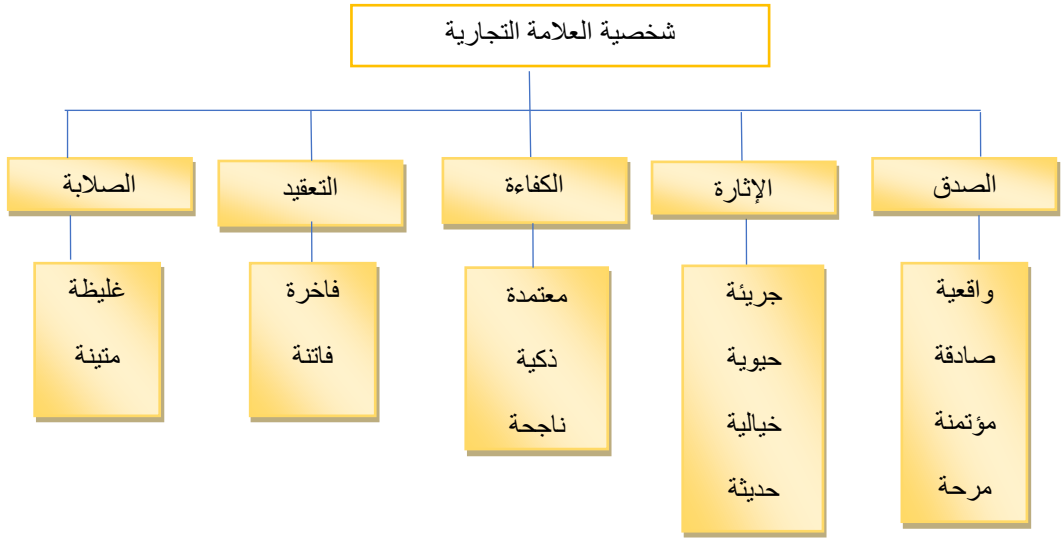 شخصية العلامة التجارية
الصدق
الإثارة
الكفاءة
التعقيد
الصلابة
واقعية
صادقة
مؤتمنة
مرحة
جريئة
حيوية
خيالية
حديثة
معتمدة
ذكية
ناجحة
فاخرة
فاتنة
غليظة
متينة